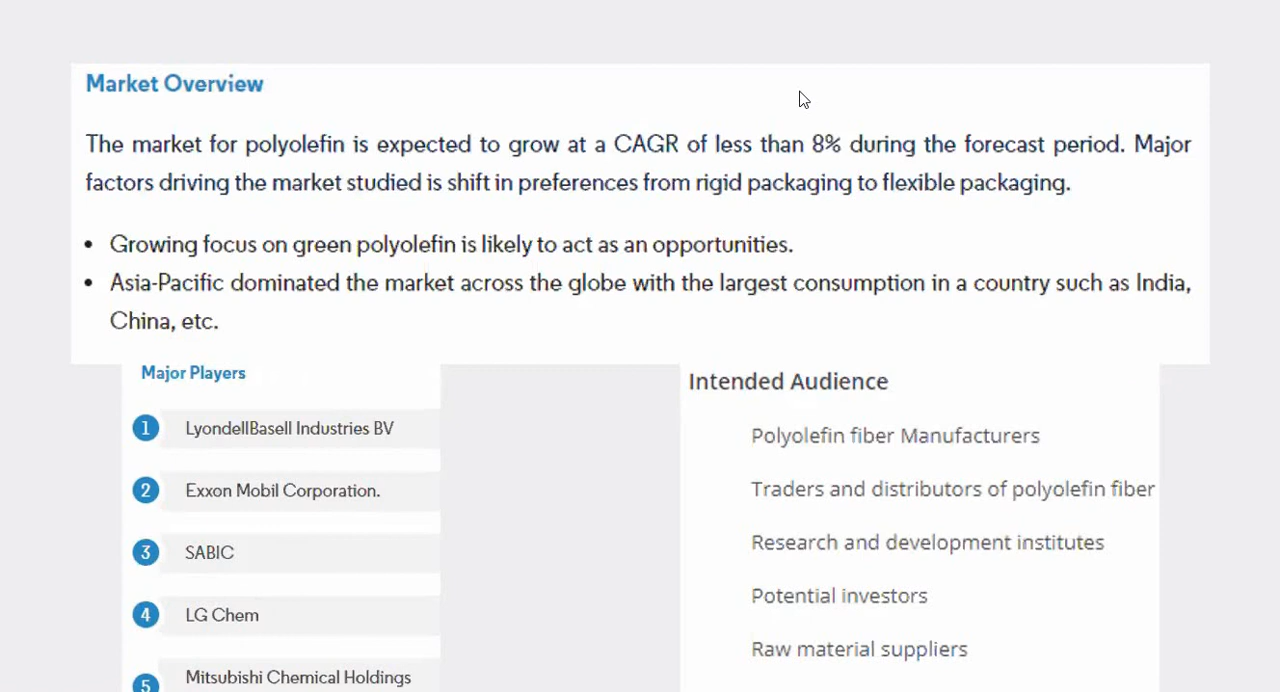 Market Overview
The market for polyolefin is expected to grow at a CAGR of less than 8% during the forecast period. Major
factors driving the market studied is shift in preferences from rigid packaging to flexible packaging.
• Growing focus on green polyolefin is likely to act as an opportunities.
• Asia-Pacific dominated the market across the globe with the largest consumption in a country such as India,
China, etc.
Major Players
1 LyondellBasell Industries BV
2 Exxon Mobil Corporation.
3 SABIC
4 LG Chem
5 Mitsubishi Chemical Holdings
Intended Audience
Polyolefin fiber Manufacturers
Traders and distributors of polyolefin fiber
Research and development institutes
Potential investors
Raw material suppliers